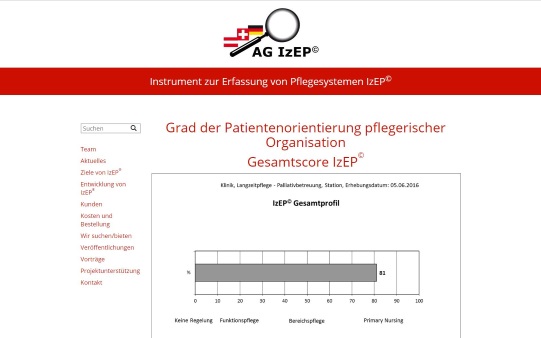 AG IzEP©
Instrument zur Erfassung von Pflegesystemen IzEP©
Suchen
Team
Aktuelles
Ziele von IzEP®
Entwicklung von
IzEP®
Kunden
Kosten und
Bestellung
Wir suchen/bieten
Veröffentlichungen
Vorträge
Projektunterstützung
Kontakt
Grad der Patientenorientierung pflegerischer
Organisation
Gesamtscore IzEP©
Klinik, Langzeitpflege - Palliativbetreuung, Station, Erhebungsdatum: 05.06.2016
IzEP© Gesamtprofil
% 81
0 10 20 30 40 50 60 70 80 90 100
Keine Regelung Funktionspflege Bereichspflege Primary Nursing